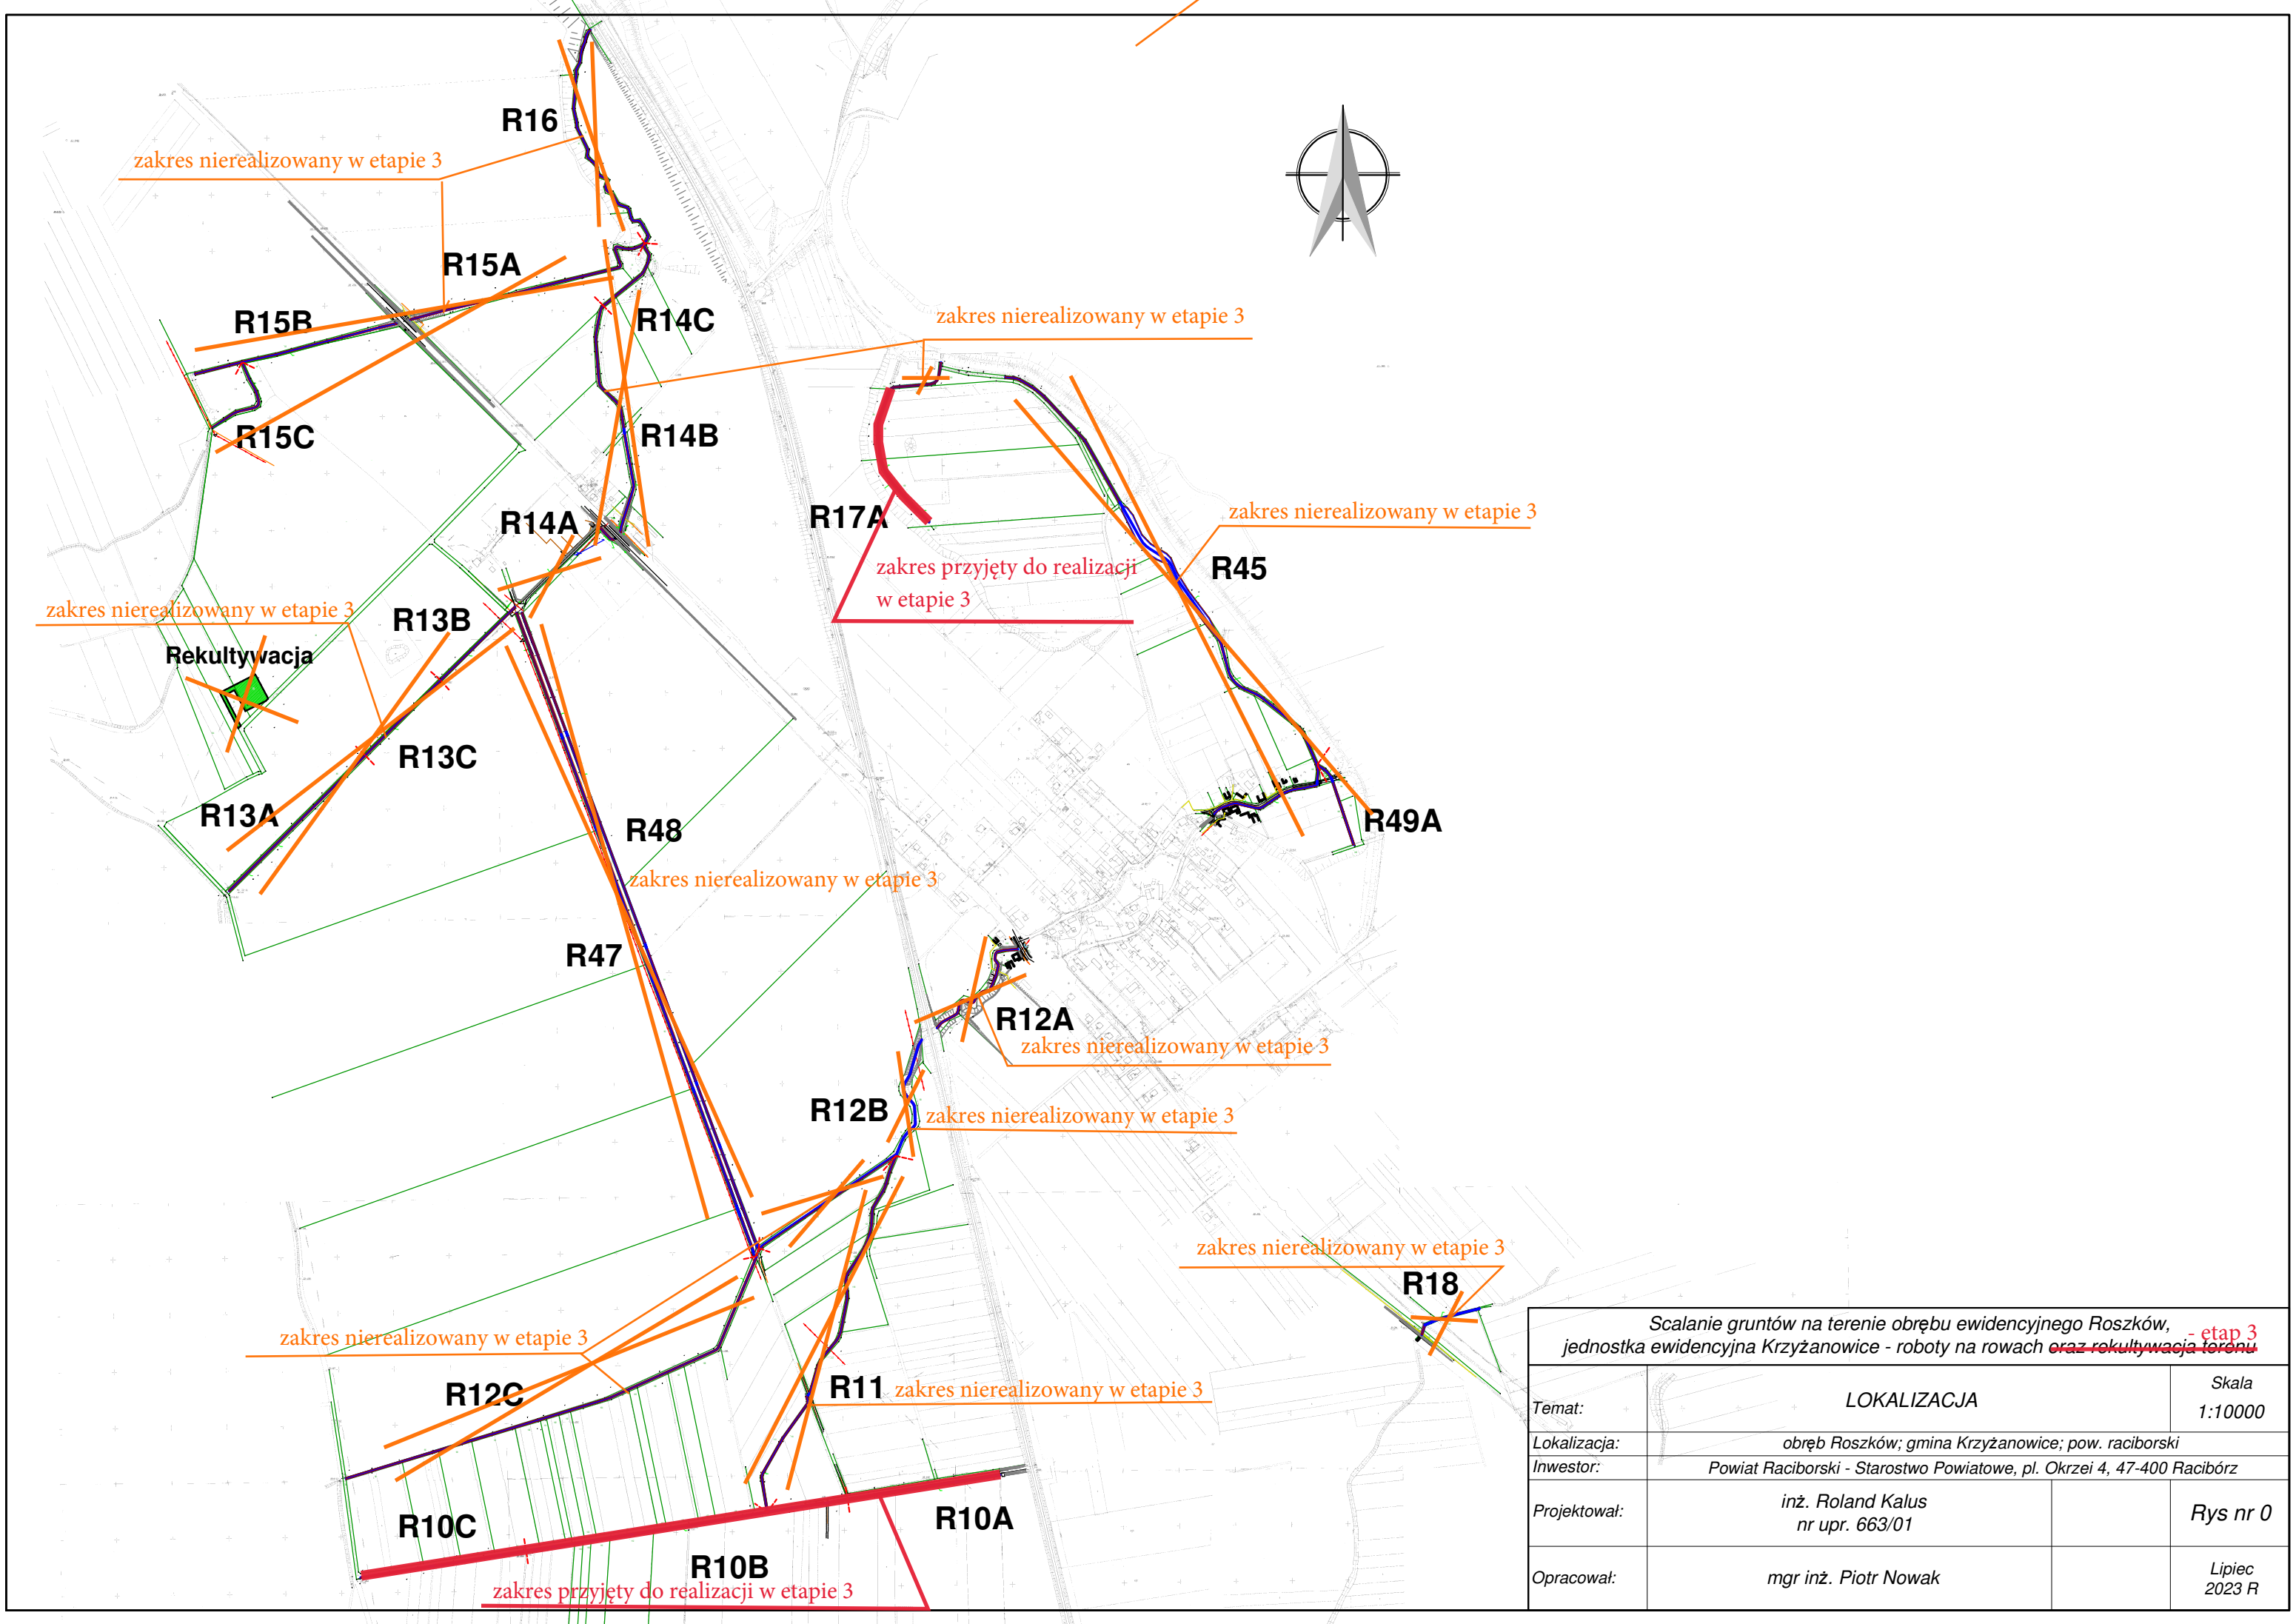 R16
zakres nierealizowany w etapie 3
R15A
R15B
R14C
zakres nierealizowany w etapie 3
R15C
R14B
R14A
R17A
zakres nierealizowany w etapie 3
R45
zakres przyjęty do realizacji
w etapie 3
zakres nierealizowany w etapie 3
R13B
Rekultywacja
R13C
R13A
R48
R49A
zakres nierealizowany w etapie 3
R47
R12A
zakres nierealizowany w etapie 3
R12B
zakres nierealizowany w etapie 3
zakres nierealizowany w etapie 3
R18
zakres nierealizowany w etapie 3
R12C
R11
zakres nierealizowany w etapie 3
R10C
R10A
R10B
zakres przyjęty do realizacji w etapie 3
Scalanie gruntów na terenie obrębu ewidencyjnego Roszków,
- etap 3
jednostka ewidencyjna Krzyżanowice - roboty na rowach oraz rekultywacja terenu
Temat:
LOKALIZACJA
Skala
1:10000
Lokalizacja:
obręb Roszków; gmina Krzyżanowice; pow. raciborski
Inwestor:
Powiat Raciborski - Starostwo Powiatowe, pl. Okrzei 4, 47-400 Racibórz
Projektował:
inż. Roland Kalus
nr upr. 663/01
Rys nr 0
Opracował:
mgr inż. Piotr Nowak
Lipiec
2023 R